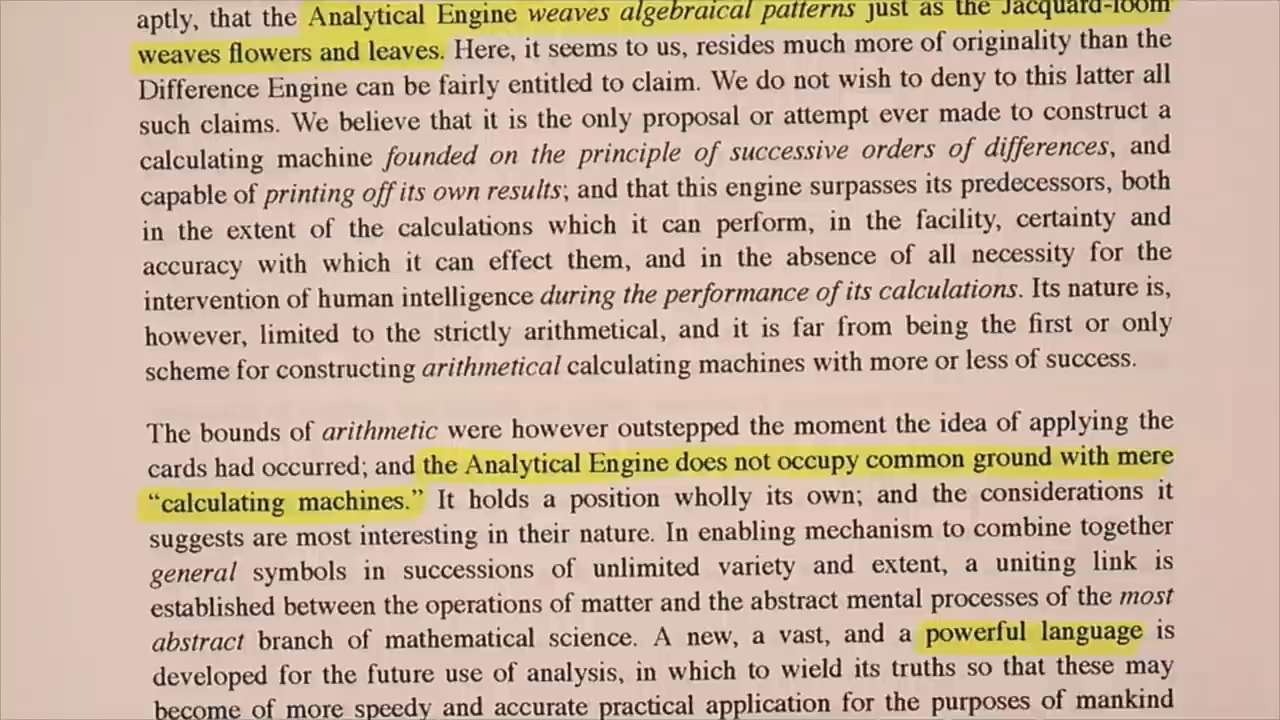 aptly, that the Analytical Engine weaves algebraical patterns just as the Jacquard-loom
weaves flowers and leaves. Here, it seems to us, resides much more of originality than the
Difference Engine can be fairly entitled to claim. We do not wish to deny to this latter all
such claims. We believe that it is the only proposal or attempt ever made to construct a
calculating machine founded on the principle of successive orders of differences, and
capable of printing off its own results; and that this engine surpasses its predecessors, both
in the extent of the calculations which it can perform, in the facility, certainty and
accuracy with which it can effect them, and in the absence of all necessity for the
intervention of human intelligence during the performance of its calculations. Its nature is,
however, limited to the strictly arithmetical, and it is far from being the first or only
scheme for constructing arithmetical calculating machines with more or less of success.
The bounds of arithmetic were however outstepped the moment the idea of applying the
cards had occurred; and the Analytical Engine does not occupy common ground with mere
“calculating machines.” It holds a position wholly its own; and the considerations it
suggests are most interesting in their nature. In enabling mechanism to combine together
general symbols in successions of unlimited variety and extent, a uniting link is
established between the operations of matter and the abstract mental processes of the most
abstract branch of mathematical science. A new, a vast, and a powerful language is
developed for the future use of analysis, in which to wield its truths so that these may
become of more speedy and accurate practical application for the purposes of mankind